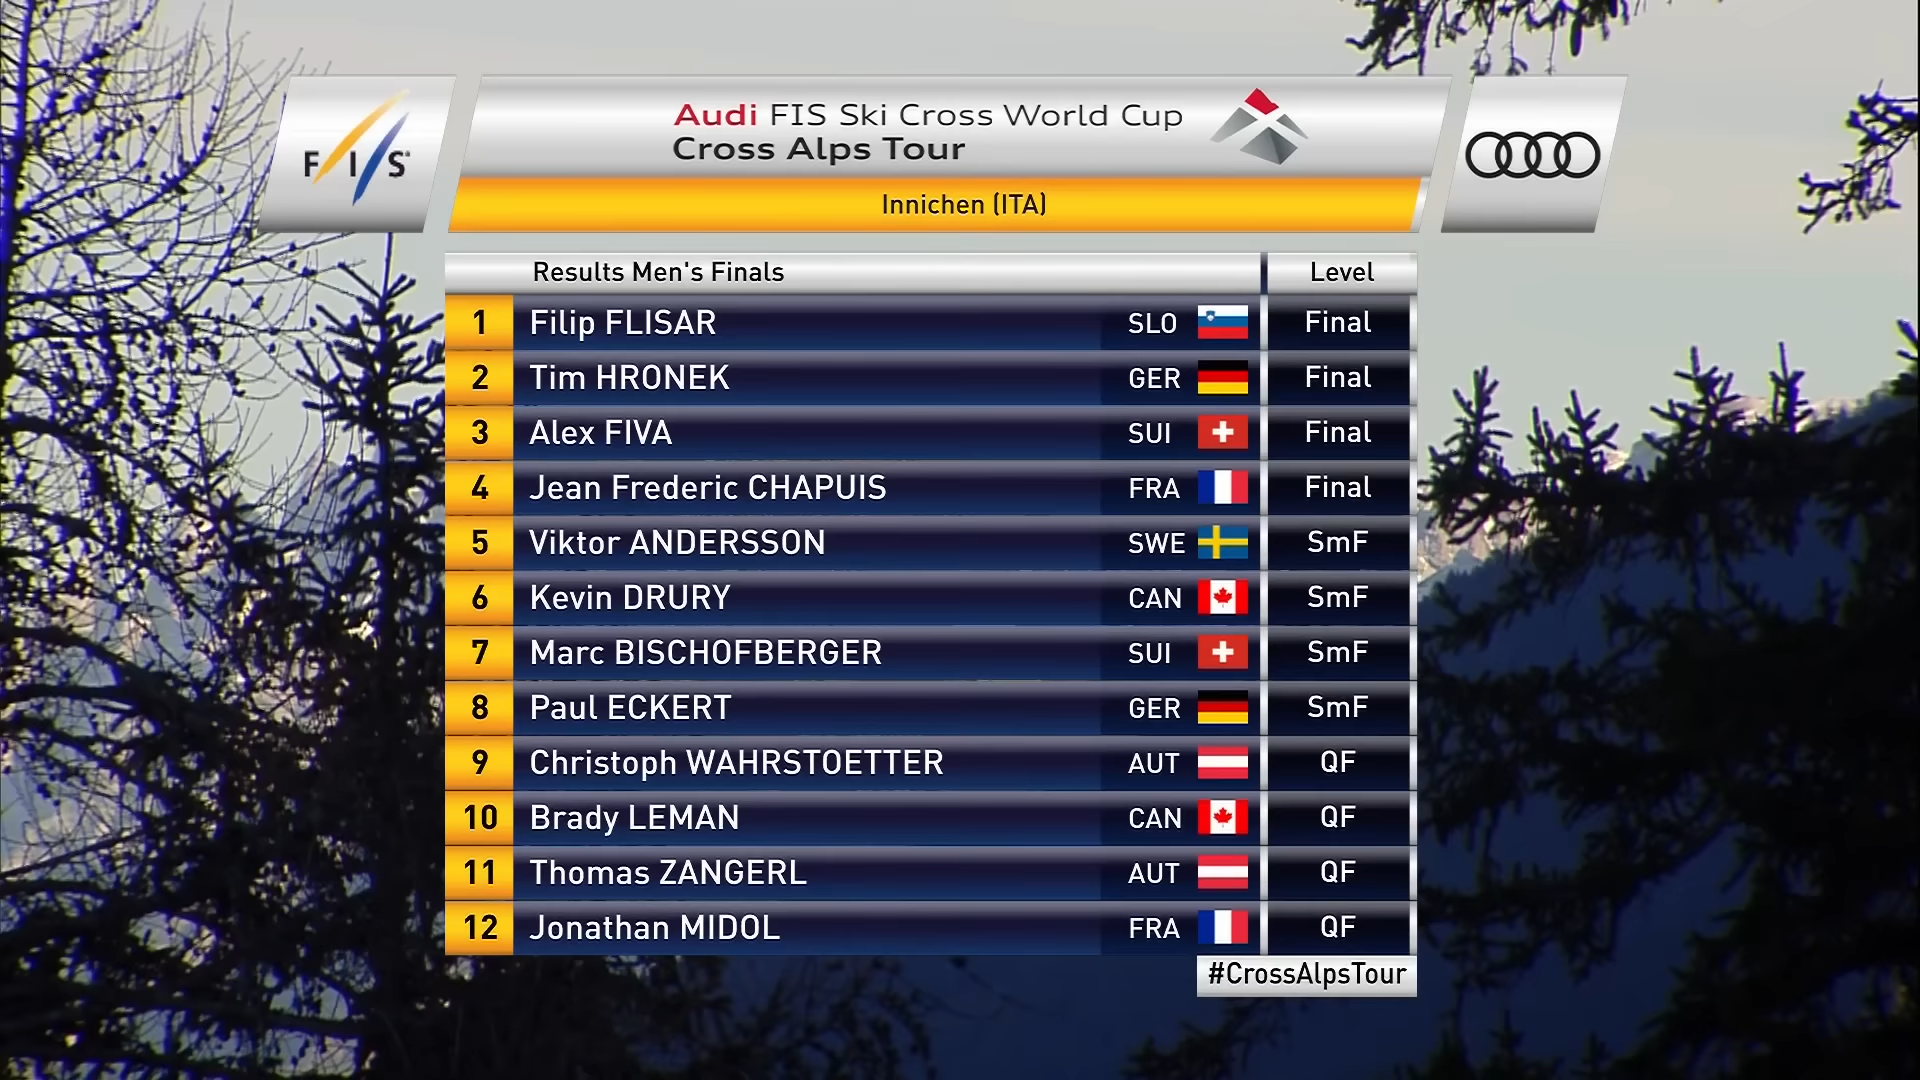 FIS
Audi FIS Ski Cross World Cup
Cross Alps Tour
Innichen (ITA)
Results Men's Finals Level
1 Filip FLISAR SLO Final
2 Tim HRONEK GER Final
3 Alex FIVA SUI Final
4 Jean Frederic CHAPUIS FRA Final
5 Viktor ANDERSSON SWE SmF
6 Kevin DRURY CAN SmF
7 Marc BISCHOFBERGER SUI SmF
8 Paul ECKERT GER SmF
9 Christoph WAHRSTOETTER AUT QF
10 Brady LEMAN CAN QF
11 Thomas ZANGERL AUT QF
12 Jonathan MIDOL FRA QF
#CrossAlpsTour